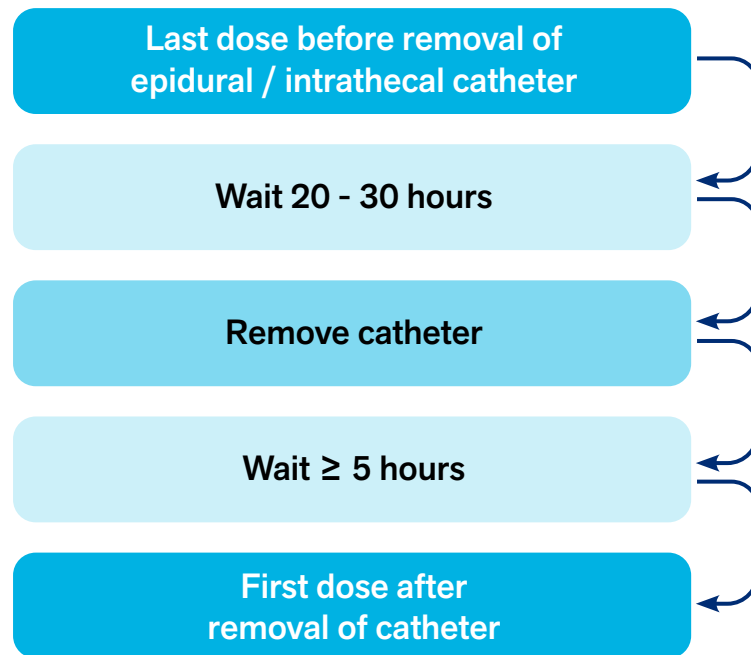 Last dose before removal of
epidural / intrathecal catheter
Wait 20 - 30 hours
Remove catheter
Wait ≥ 5 hours
First dose after
removal of catheter